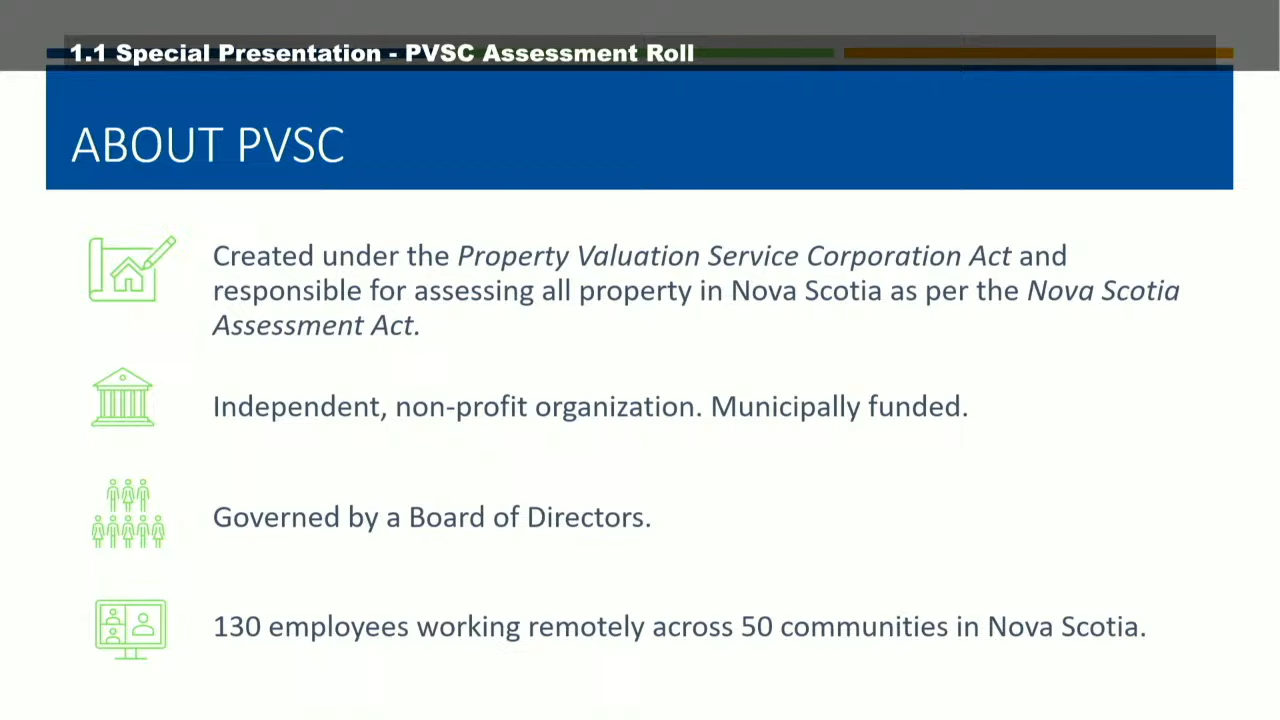 1.1 Special Presentation - PVSC Assessment Roll
ABOUT PVSC
Created under the Property Valuation Service Corporation Act and
responsible for assessing all property in Nova Scotia as per the Nova Scotia
Assessment Act.
Independent, non-profit organization. Municipally funded.
Governed by a Board of Directors.
130 employees working remotely across 50 communities in Nova Scotia.